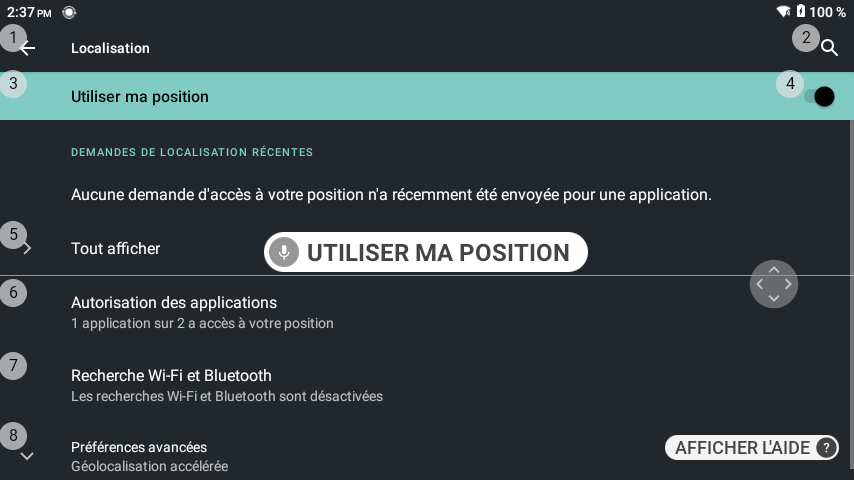 2:37 PM 100 %
1 Localisation 2
3 Utiliser ma position 4
DEMANDES DE LOCALISATION RÉCENTES
Aucune demande d'accès à votre position n'a récemment été envoyée pour une application.
5 Tout afficher
UTILISER MA POSITION
6 Autorisation des applications
1 application sur 2 a accès à votre position
7 Recherche Wi-Fi et Bluetooth
Les recherches Wi-Fi et Bluetooth sont désactivées
8 Préférences avancées
Géolocalisation accélérée
AFFICHER L'AIDE ?